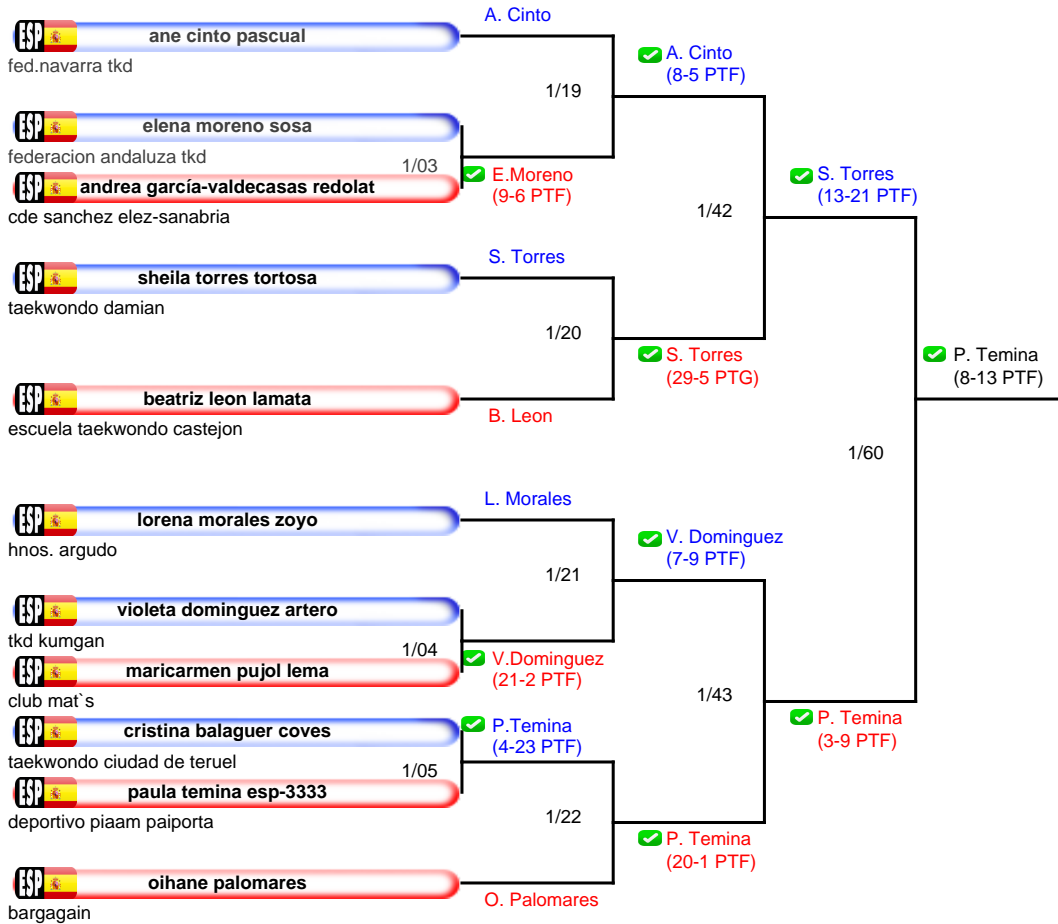 A. Cinto
ESP ane cinto pascual
fed.navarra tkd
A. Cinto
(8-5 PTF)
1/19
ESP elena moreno sosa
federacion andaluza tkd
1/03
E.Moreno
(9-6 PTF)
ESP andrea garcía-valdecasas redolat
cde sanchez elez-sanabria
S. Torres
(13-21 PTF)
1/42
S. Torres
ESP sheila torres tortosa
taekwondo damian
1/20
S. Torres
(29-5 PTG)
ESP beatriz leon lamata
B. Leon
escuela taekwondo castejon
P. Temina
(8-13 PTF)
1/60
L. Morales
ESP lorena morales zoyo
hnos. argudo
V. Dominguez
(7-9 PTF)
1/21
ESP violeta dominguez artero
tkd kumgan
1/04
V.Dominguez
(21-2 PTF)
ESP maricarmen pujol lema
club mat`s
1/43
P. Temina
(3-9 PTF)
ESP cristina balaguer coves
P.Temina
(4-23 PTF)
taekwondo ciudad de teruel
1/05
ESP paula temina esp-3333
deportivo piaam paiporta
1/22
P. Temina
(20-1 PTF)
ESP oihane palomares
O. Palomares
bargagain